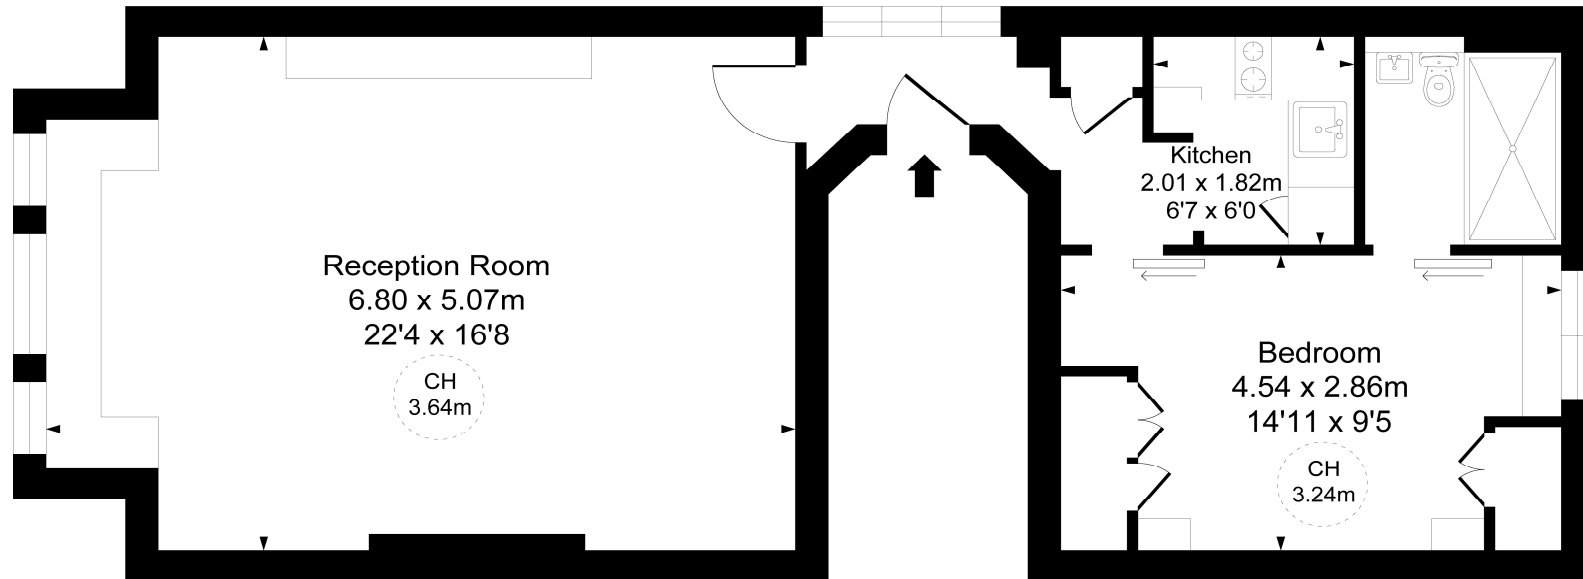 Reception Room
6.80 x 5.07m
22'4 x 16'8
CH
3.64m
Kitchen
2.01 x 1.82m
6'7 x 6'0
Bedroom
4.54 x 2.86m
14'11 x 9'5
CH
3.24m